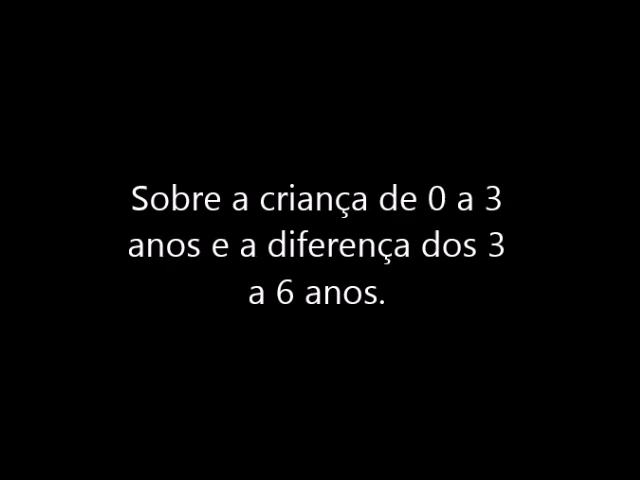 Sobre a criança de 0 a 3
anos e a diferença dos 3
a 6 anos.